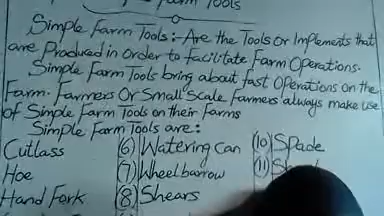 Farm Tools
Simple Farm Tools:- Are the Tools or Implements that
are Produced in order to facilitate Farm Operations.
Simple Farm Tools bring about fast Operations on the
Farm. Farmers Or Small Scale farmers always make use
of Simple Farm Tools on their Farms
Simple Farm Tools are:
Cutlass (6) Watering Can (10) Spade
Hoe (7) Wheelbarrow (11)
Hand Fork (8) Shears